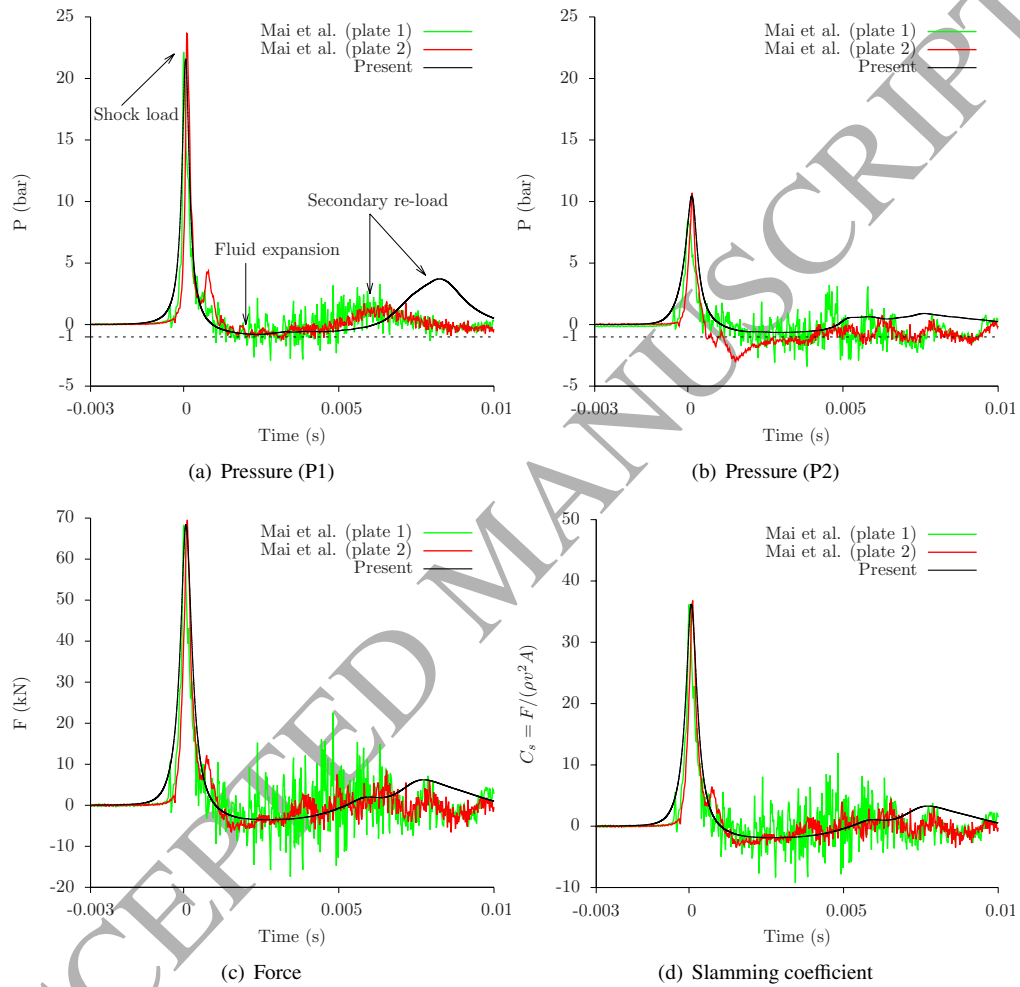 25
20
15
10
5
0
-1
-5
P (bar)
Mai et al. (plate 1)
Mai et al. (plate 2)
Present
Shock load
Secondary re-load
Fluid expansion
-0.003 0 0.005 0.01
Time (s)
(a) Pressure (P1)
25
20
15
10
5
0
-1
-5
P (bar)
Mai et al. (plate 1)
Mai et al. (plate 2)
Present
-0.003 0 0.005 0.01
Time (s)
(b) Pressure (P2)
70
60
50
40
30
20
10
0
-10
-20
F (kN)
Mai et al. (plate 1)
Mai et al. (plate 2)
Present
-0.003 0 0.005 0.01
Time (s)
(c) Force
50
40
30
20
10
0
-10
C_s = F/(ρv²A)
Mai et al. (plate 1)
Mai et al. (plate 2)
Present
-0.003 0 0.005 0.01
Time (s)
(d) Slamming coefficient
CEPTED MANUSCRIPT